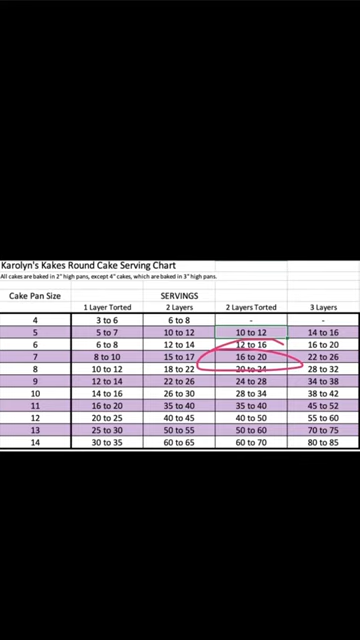 Karolyn's Kakes Round Cake Serving Chart
All cakes are baked in 2" high pans, except 4" cakes, which are baked in 3" high pans.
Cake Pan Size SERVINGS
1 Layer Torted 2 Layers 2 Layers Torted 3 Layers
4 3 to 6 6 to 8 - -
5 5 to 7 10 to 12 10 to 12 14 to 16
6 6 to 8 12 to 14 12 to 16 16 to 20
7 8 to 10 15 to 17 16 to 20 22 to 26
8 10 to 12 18 to 22 20 to 24 28 to 32
9 12 to 14 22 to 26 24 to 28 34 to 38
10 14 to 16 26 to 30 28 to 34 38 to 42
11 16 to 20 35 to 40 35 to 40 45 to 52
12 20 to 25 40 to 45 40 to 50 55 to 60
13 25 to 30 50 to 55 50 to 60 70 to 75
14 30 to 35 60 to 65 60 to 70 80 to 85